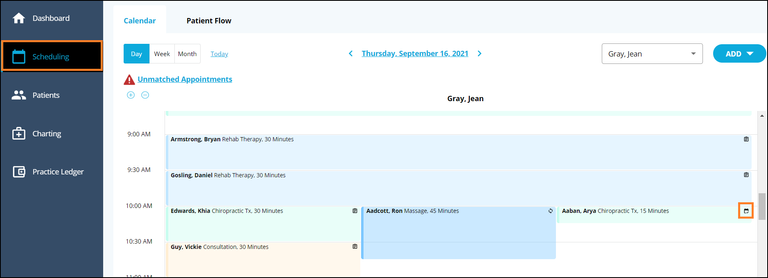 Dashboard
Scheduling
Patients
Charting
Practice Ledger
Calendar
Patient Flow
Day
Week
Month
Today
Thursday, September 16, 2021
Gray, Jean
ADD
Unmatched Appointments
Gray, Jean
9:00 AM
Armstrong, Bryan Rehab Therapy, 30 Minutes
9:30 AM
Gosling, Daniel Rehab Therapy, 30 Minutes
10:00 AM
Edwards, Khia Chiropractic Tx, 30 Minutes
Aadcott, Ron Massage, 45 Minutes
Aaban, Arya Chiropractic Tx, 15 Minutes
10:30 AM
Guy, Vickie Consultation, 30 Minutes
11:00 AM